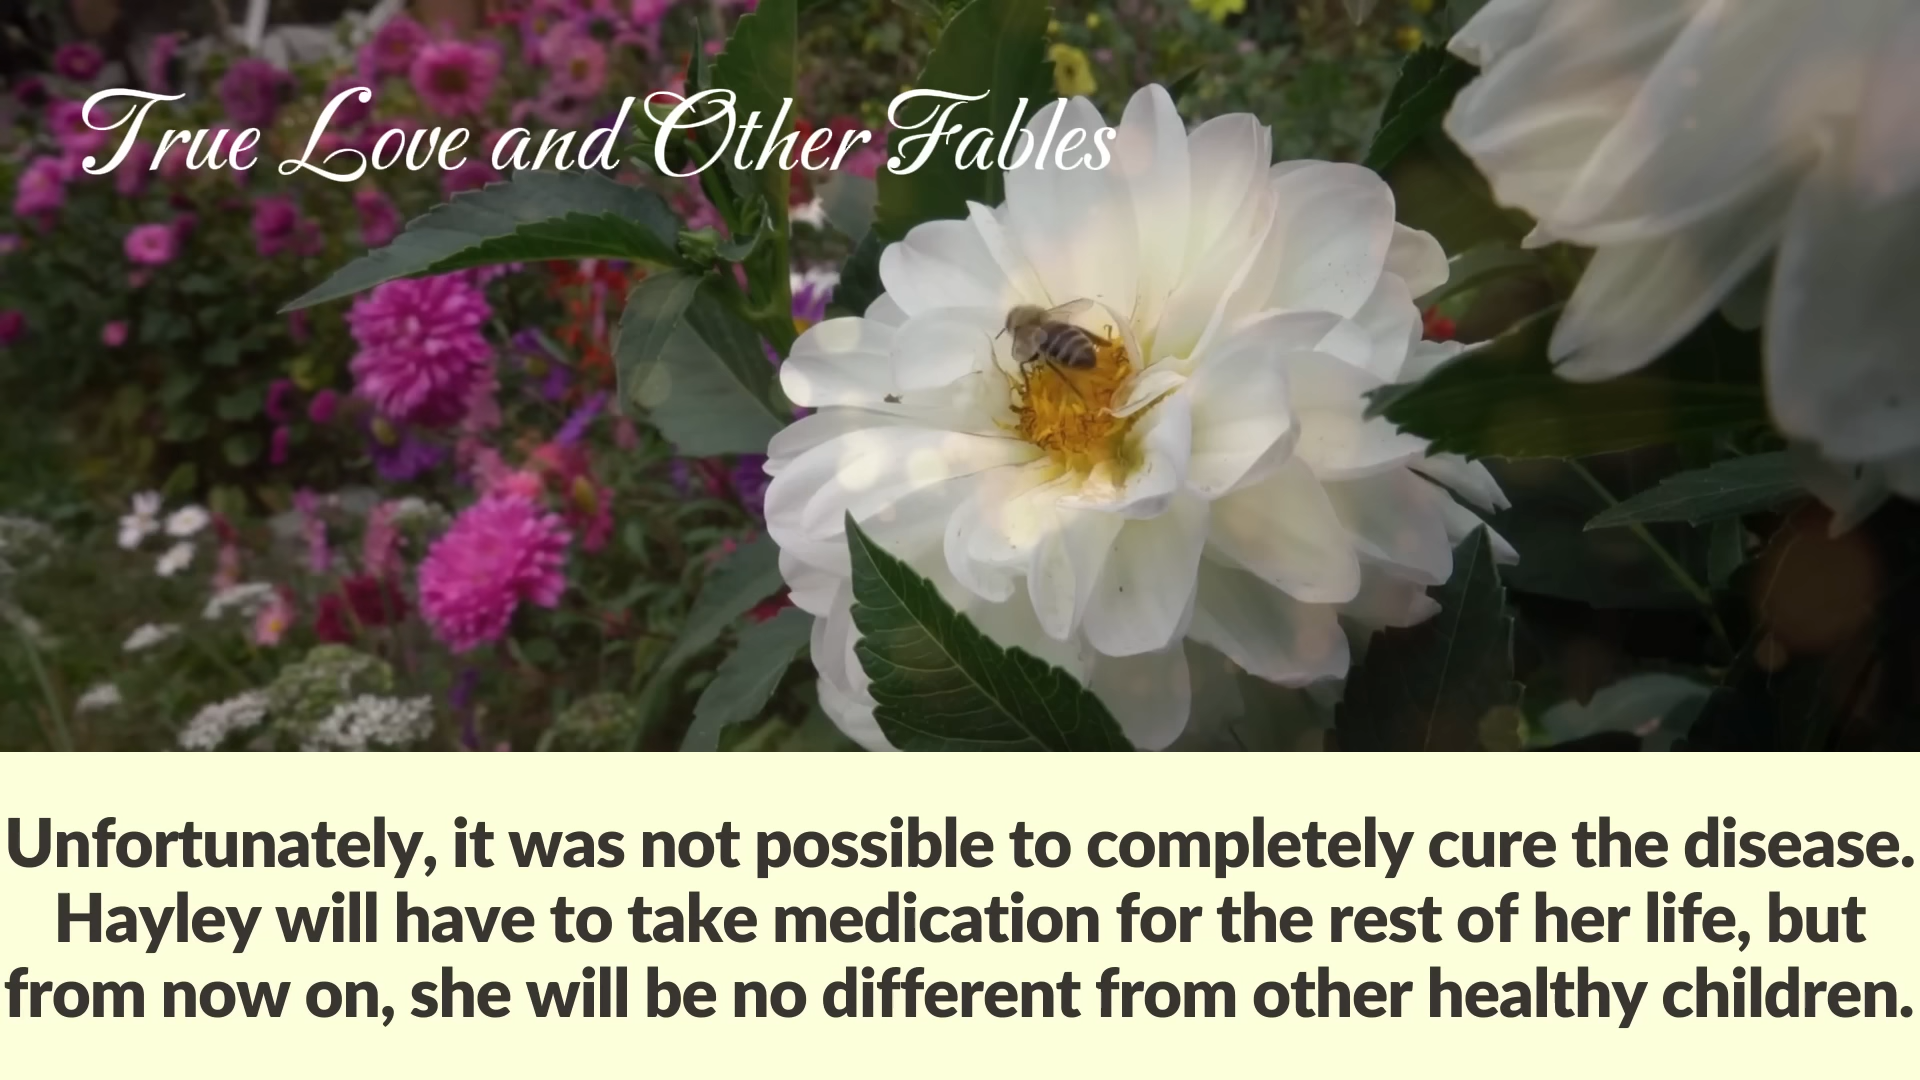 True Love and Other Fables
Unfortunately, it was not possible to completely cure the disease.
Hayley will have to take medication for the rest of her life, but
from now on, she will be no different from other healthy children.